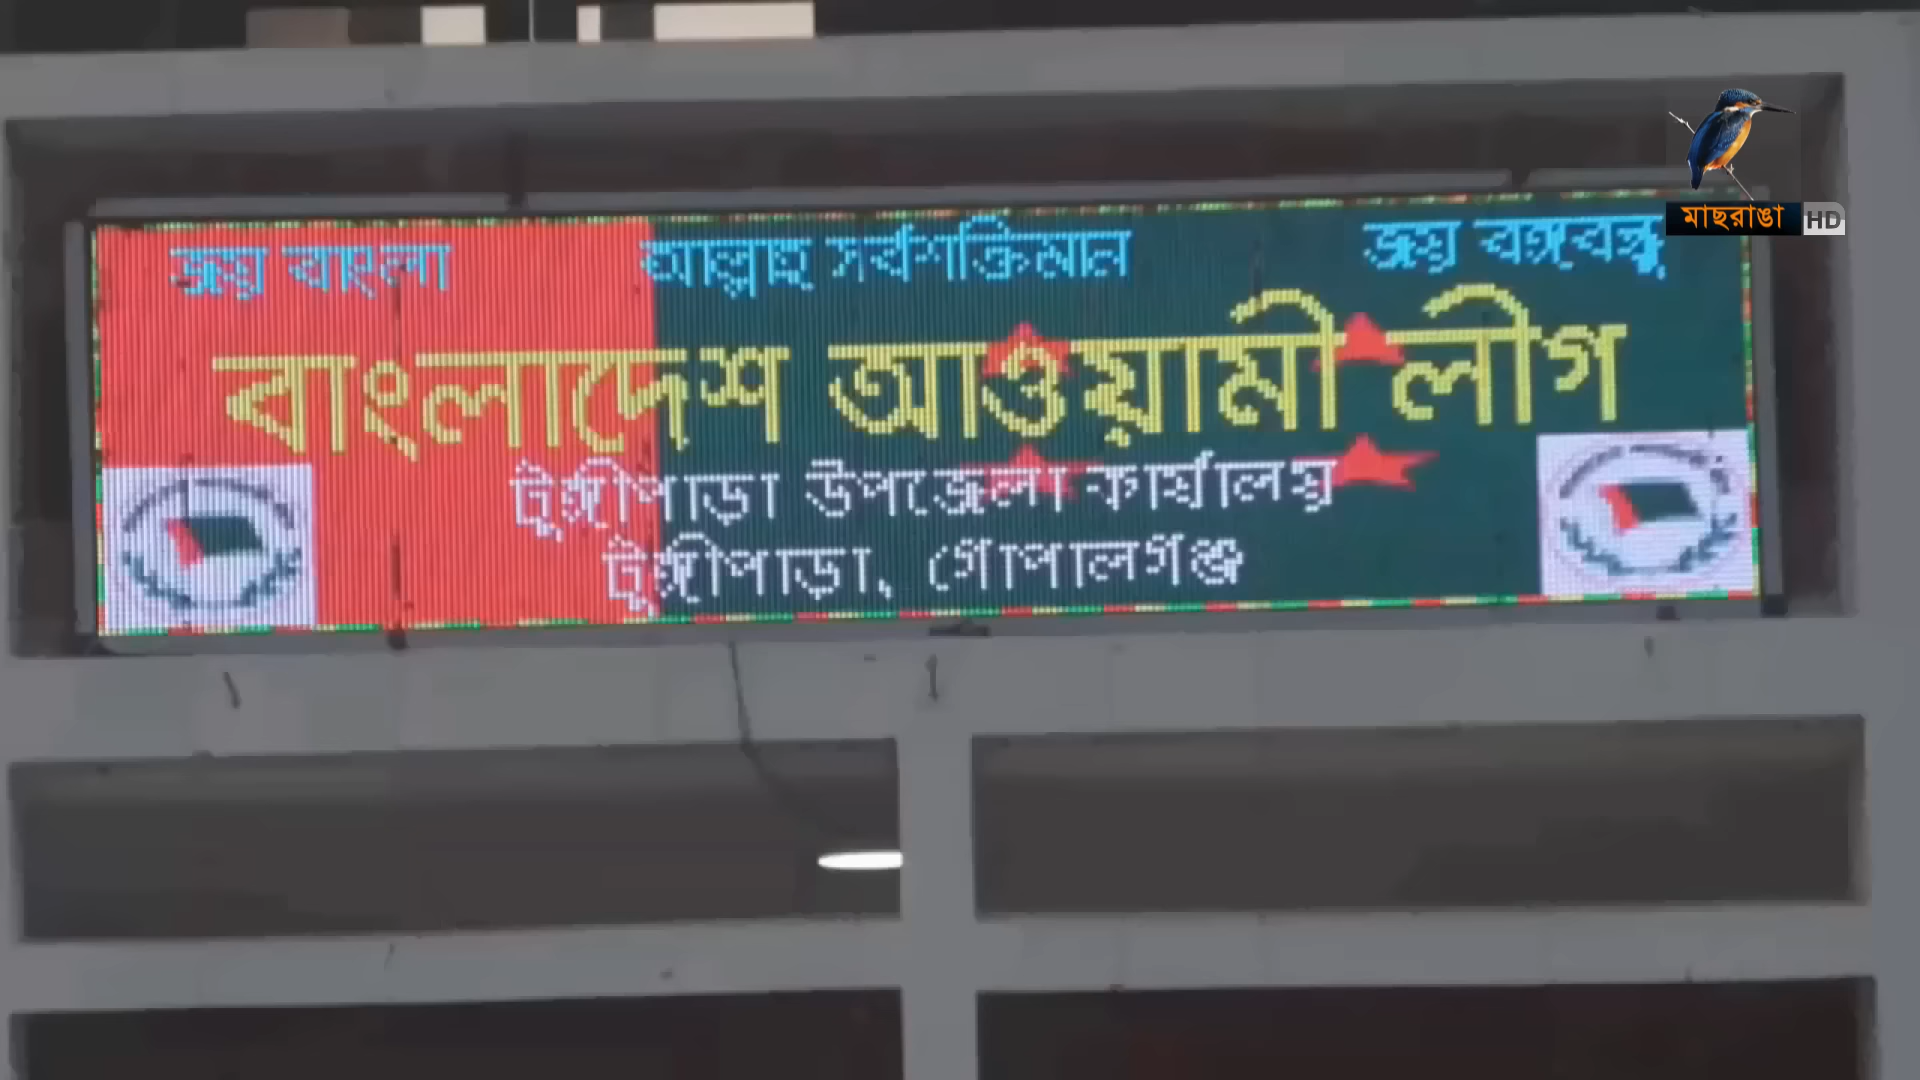 জয় বাংলা আল্লাহ সর্বশক্তিমান জয় বঙ্গবন্ধু
বাংলাদেশ আওয়ামী লীগ
টুঙ্গীপাড়া উপজেলা কার্যালয়
টুঙ্গীপাড়া, গোপালগঞ্জ
মাছরাঙা HD